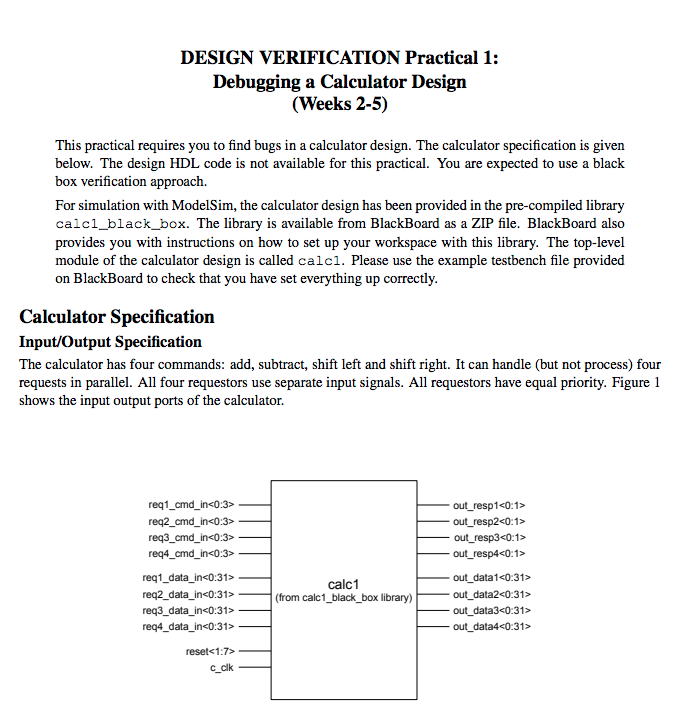 DESIGN VERIFICATION Practical 1:
Debugging a Calculator Design
(Weeks 2-5)
This practical requires you to find bugs in a calculator design. The calculator specification is given
below. The design HDL code is not available for this practical. You are expected to use a black
box verification approach.
For simulation with ModelSim, the calculator design has been provided in the pre-compiled library
calc1_black_box. The library is available from BlackBoard as a ZIP file. BlackBoard also
provides you with instructions on how to set up your workspace with this library. The top-level
module of the calculator design is called calc1. Please use the example testbench file provided
on BlackBoard to check that you have set everything up correctly.
Calculator Specification
Input/Output Specification
The calculator has four commands: add, subtract, shift left and shift right. It can handle (but not process) four
requests in parallel. All four requestors use separate input signals. All requestors have equal priority. Figure 1
shows the input output ports of the calculator.
req1_cmd_in<0:3>
req2_cmd_in<0:3>
req3_cmd_in<0:3>
req4_cmd_in<0:3>
req1_data_in<0:31>
req2_data_in<0:31>
req3_data_in<0:31>
req4_data_in<0:31>
reset<1:7>
c_clk
calc1
(from calc1_black_box library)
out_resp1<0:1>
out_resp2<0:1>
out_resp3<0:1>
out_resp4<0:1>
out_data1<0:31>
out_data2<0:31>
out_data3<0:31>
out_data4<0:31>